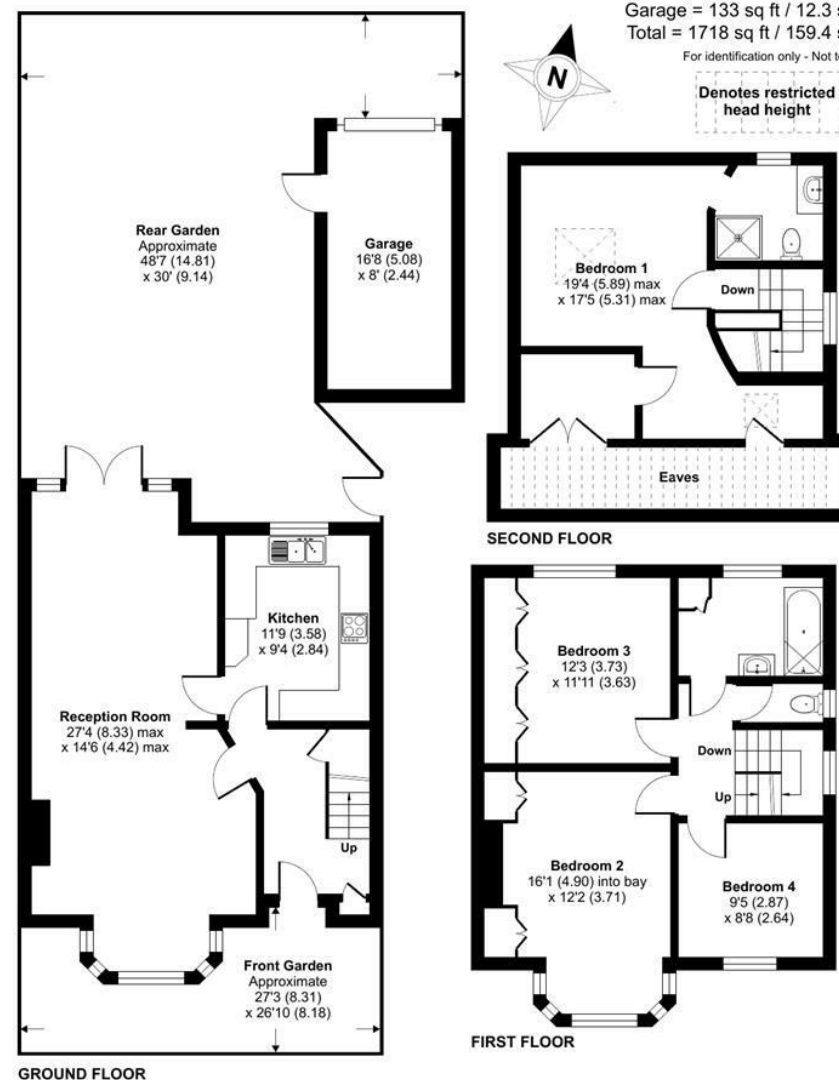 Garage = 133 sq ft / 12.3
Total = 1718 sq ft / 159.4
For identification only - Not
N
Denotes restricted
head height
Rear Garden
Approximate
48'7 (14.81)
x 30' (9.14)
Garage
16'8 (5.08)
x 8' (2.44)
Bedroom 1
19'4 (5.89) max
x 17'5 (5.31) max
Down
Eaves
SECOND FLOOR
Kitchen
11'9 (3.58)
x 9'4 (2.84)
Reception Room
27'4 (8.33) max
x 14'6 (4.42) max
Up
Front Garden
Approximate
27'3 (8.31)
x 26'10 (8.18)
GROUND FLOOR
Bedroom 3
12'3 (3.73)
x 11'11 (3.63)
Down
Up
Bedroom 2
16'1 (4.90) into bay
x 12'2 (3.71)
Bedroom 4
9'5 (2.87)
x 8'8 (2.64)
FIRST FLOOR